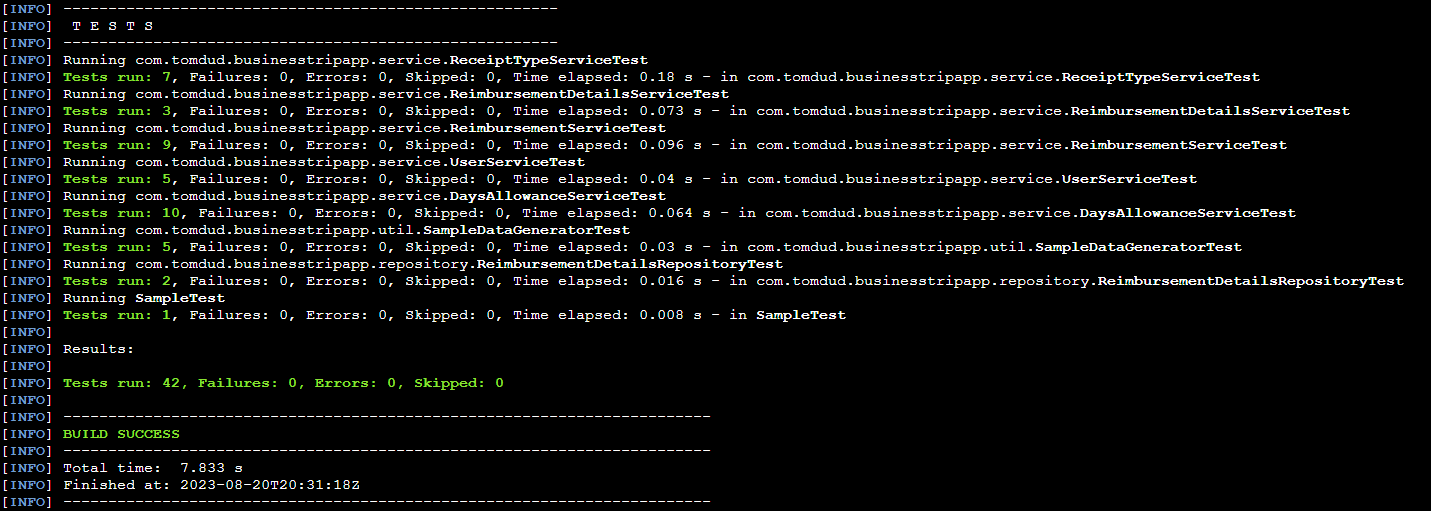 [INFO] -------------------------------------------------------
[INFO]  T E S T S
[INFO] -------------------------------------------------------
[INFO] Running com.tomdud.businesstripapp.service.ReceiptTypeServiceTest
[INFO] Tests run: 7, Failures: 0, Errors: 0, Skipped: 0, Time elapsed: 0.18 s - in com.tomdud.businesstripapp.service.ReceiptTypeServiceTest
[INFO] Running com.tomdud.businesstripapp.service.ReimbursementDetailsServiceTest
[INFO] Tests run: 3, Failures: 0, Errors: 0, Skipped: 0, Time elapsed: 0.073 s - in com.tomdud.businesstripapp.service.ReimbursementDetailsServiceTest
[INFO] Running com.tomdud.businesstripapp.service.ReimbursementServiceTest
[INFO] Tests run: 9, Failures: 0, Errors: 0, Skipped: 0, Time elapsed: 0.096 s - in com.tomdud.businesstripapp.service.ReimbursementServiceTest
[INFO] Running com.tomdud.businesstripapp.service.UserServiceTest
[INFO] Tests run: 5, Failures: 0, Errors: 0, Skipped: 0, Time elapsed: 0.04 s - in com.tomdud.businesstripapp.service.UserServiceTest
[INFO] Running com.tomdud.businesstripapp.service.DaysAllowanceServiceTest
[INFO] Tests run: 10, Failures: 0, Errors: 0, Skipped: 0, Time elapsed: 0.064 s - in com.tomdud.businesstripapp.service.DaysAllowanceServiceTest
[INFO] Running com.tomdud.businesstripapp.util.SampleDataGeneratorTest
[INFO] Tests run: 5, Failures: 0, Errors: 0, Skipped: 0, Time elapsed: 0.03 s - in com.tomdud.businesstripapp.util.SampleDataGeneratorTest
[INFO] Running com.tomdud.businesstripapp.repository.ReimbursementDetailsRepositoryTest
[INFO] Tests run: 2, Failures: 0, Errors: 0, Skipped: 0, Time elapsed: 0.016 s - in com.tomdud.businesstripapp.repository.ReimbursementDetailsRepositoryTest
[INFO] Running SampleTest
[INFO] Tests run: 1, Failures: 0, Errors: 0, Skipped: 0, Time elapsed: 0.008 s - in SampleTest
[INFO]
[INFO] Results:
[INFO]
[INFO] Tests run: 42, Failures: 0, Errors: 0, Skipped: 0
[INFO]
[INFO] ------------------------------------------------------------------------
[INFO] BUILD SUCCESS
[INFO] ------------------------------------------------------------------------
[INFO] Total time:  7.833 s
[INFO] Finished at: 2023-08-20T20:31:18Z
[INFO] ------------------------------------------------------------------------